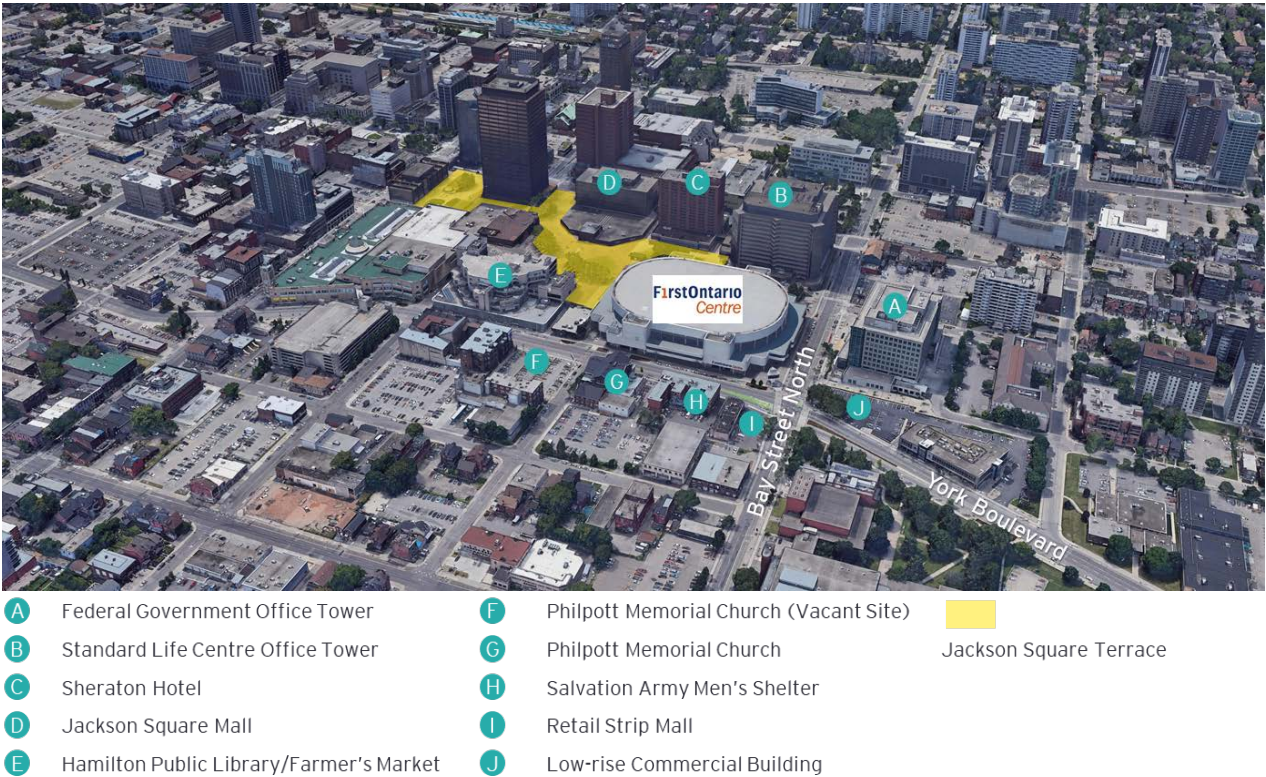 D
C
B
E
F1rstOntario
Centre
A
F
G
H
I
J
Bay Street North
York Boulevard
A Federal Government Office Tower
B Standard Life Centre Office Tower
C Sheraton Hotel
D Jackson Square Mall
E Hamilton Public Library/Farmer's Market
F Philpott Memorial Church (Vacant Site)
G Philpott Memorial Church
H Salvation Army Men's Shelter
I Retail Strip Mall
J Low-rise Commercial Building
Jackson Square Terrace